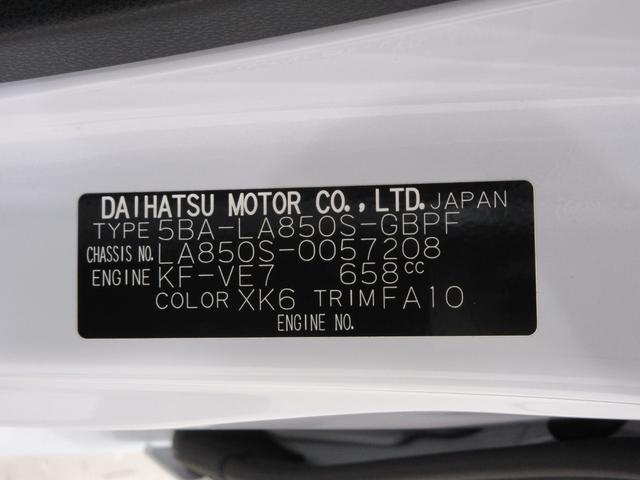 DAIHATSU MOTOR CO.,LTD. JAPAN
TYPE 5BA-LA850S-GBPF
CHASSIS NO. LA850S-0057208
ENGINE KF-VE7 658cc
COLOR XK6 TRIM FA10
ENGINE NO.